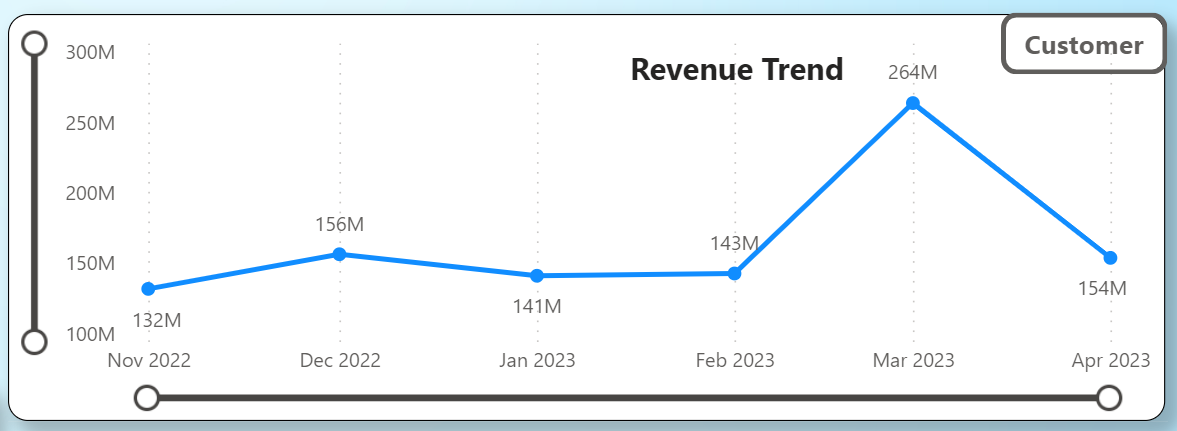 Customer
Revenue Trend
300M
250M
200M
150M
100M
132M
156M
141M
143M
264M
154M
Nov 2022
Dec 2022
Jan 2023
Feb 2023
Mar 2023
Apr 2023